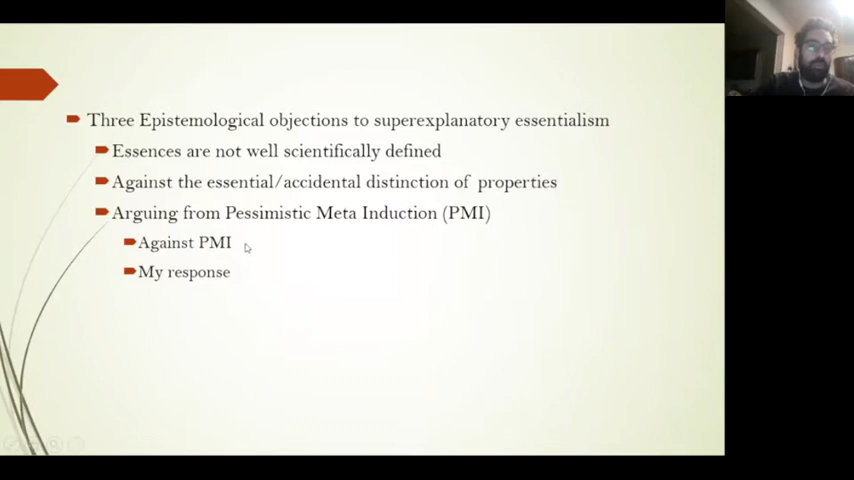 Three Epistemological objections to superexplanatory essentialism
Essences are not well scientifically defined
Against the essential/accidental distinction of properties
Arguing from Pessimistic Meta Induction (PMI)
Against PMI
My response